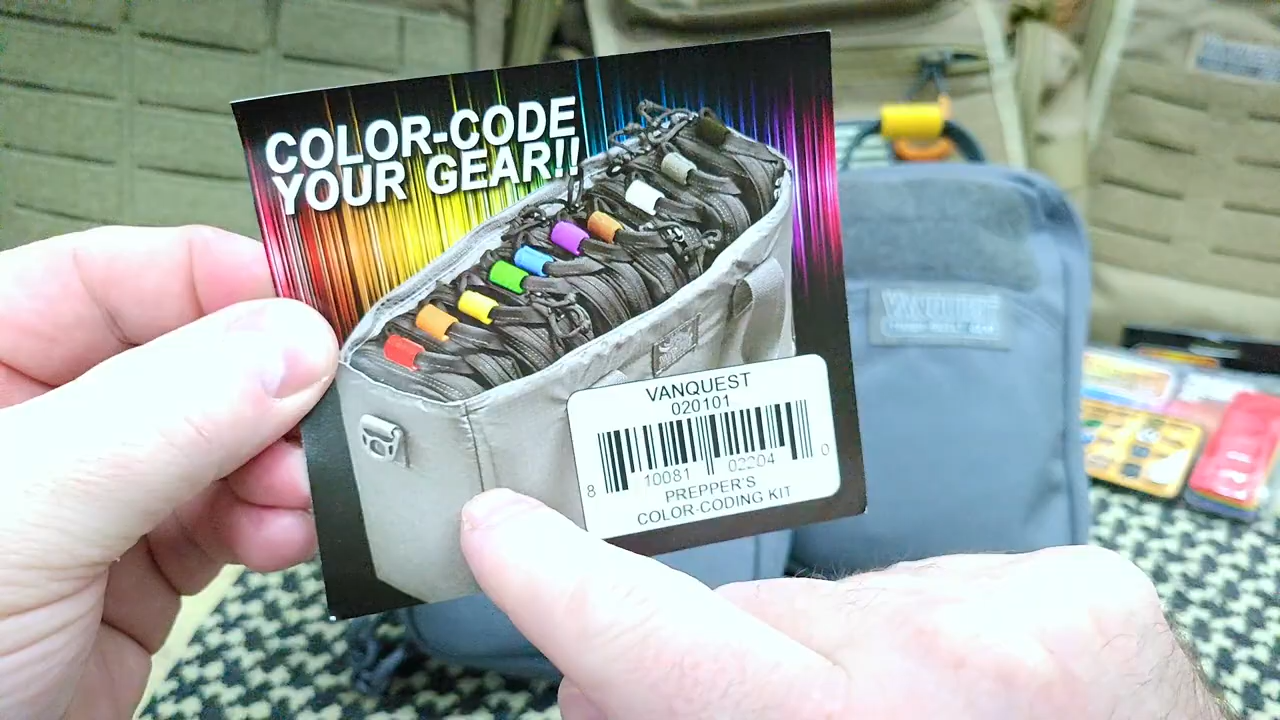 COLOR-CODE
YOUR GEAR!!
VANQUEST
020101
8 10081 02204 0
PREPPER'S
COLOR-CODING KIT
VANQUEST